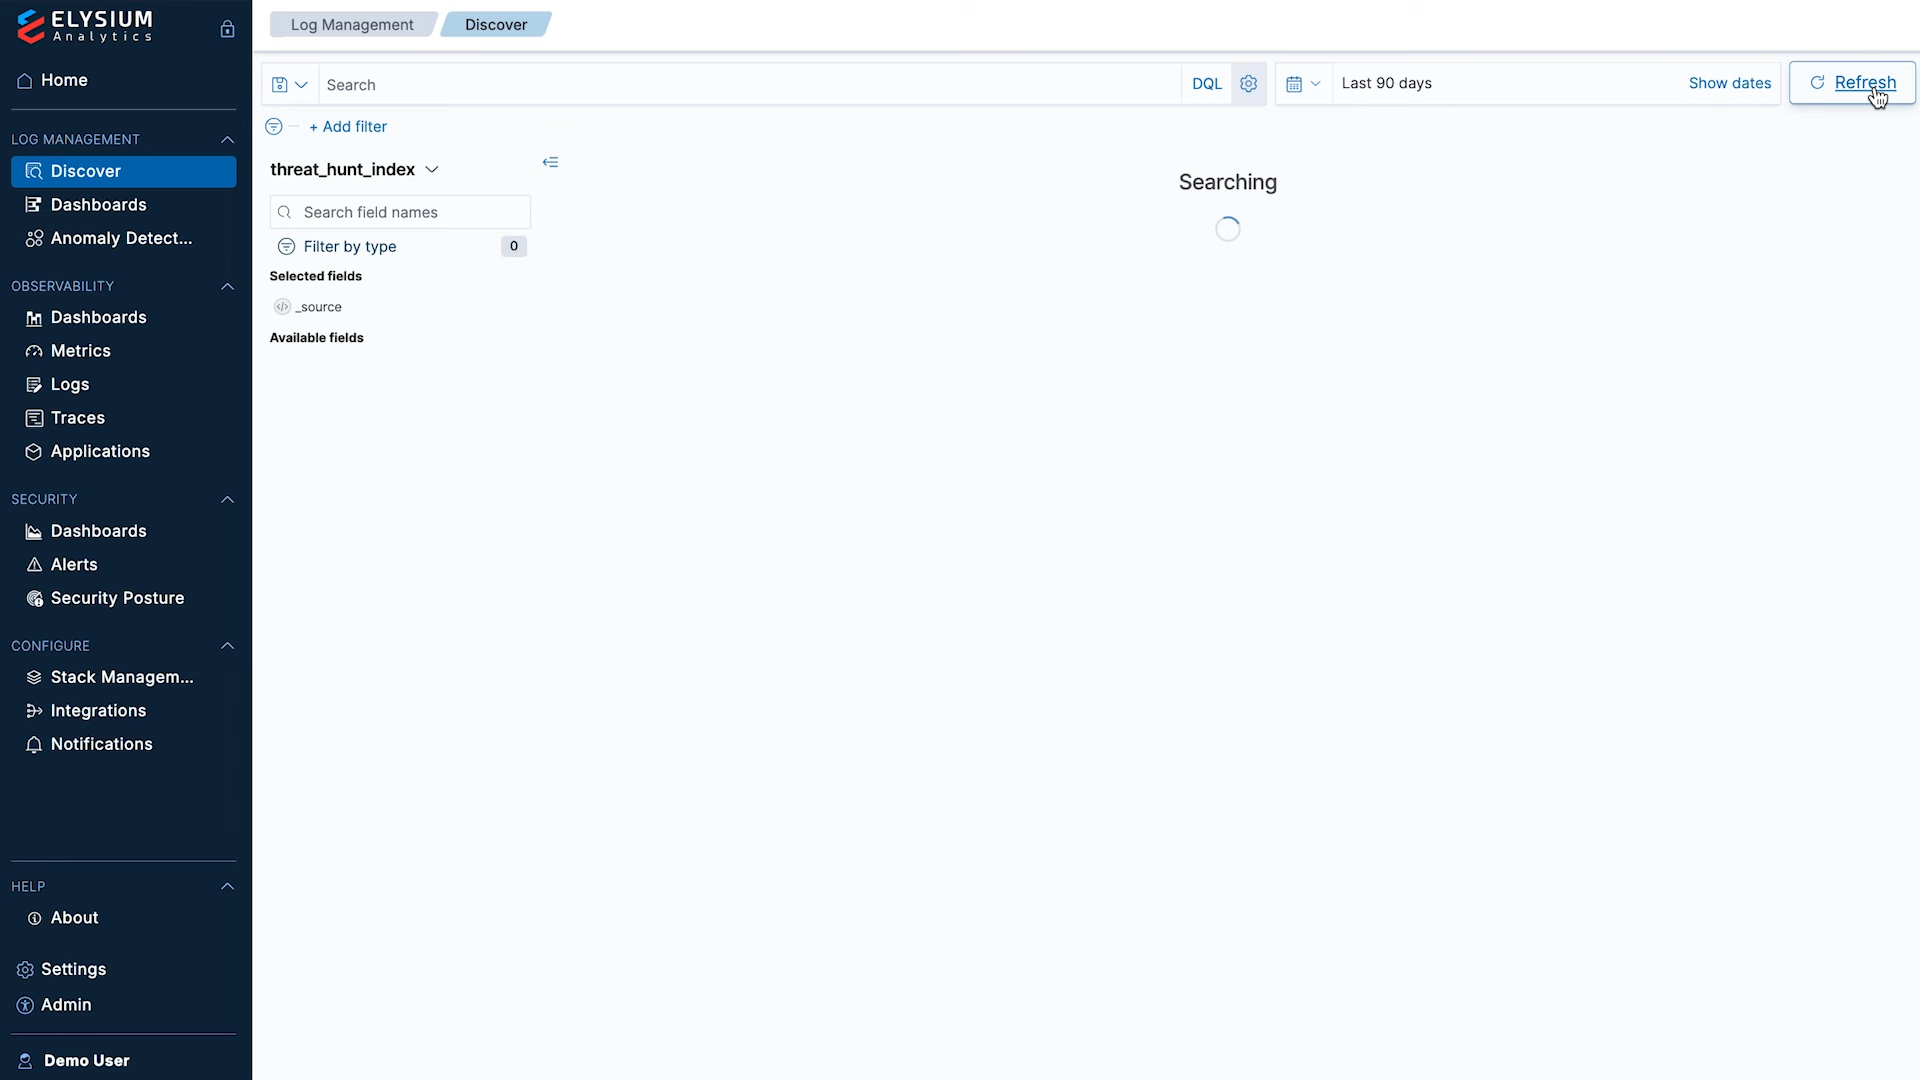 ELYSIUM
Analytics
Home
LOG MANAGEMENT
Discover
Dashboards
Anomaly Detect...
OBSERVABILITY
Dashboards
Metrics
Logs
Traces
Applications
SECURITY
Dashboards
Alerts
Security Posture
CONFIGURE
Stack Managem...
Integrations
Notifications
HELP
About
Settings
Admin
Demo User
Log Management Discover
Search DQL Last 90 days Show dates Refresh
+ Add filter
threat_hunt_index
Search field names
Filter by type 0
Selected fields
_source
Available fields
Searching